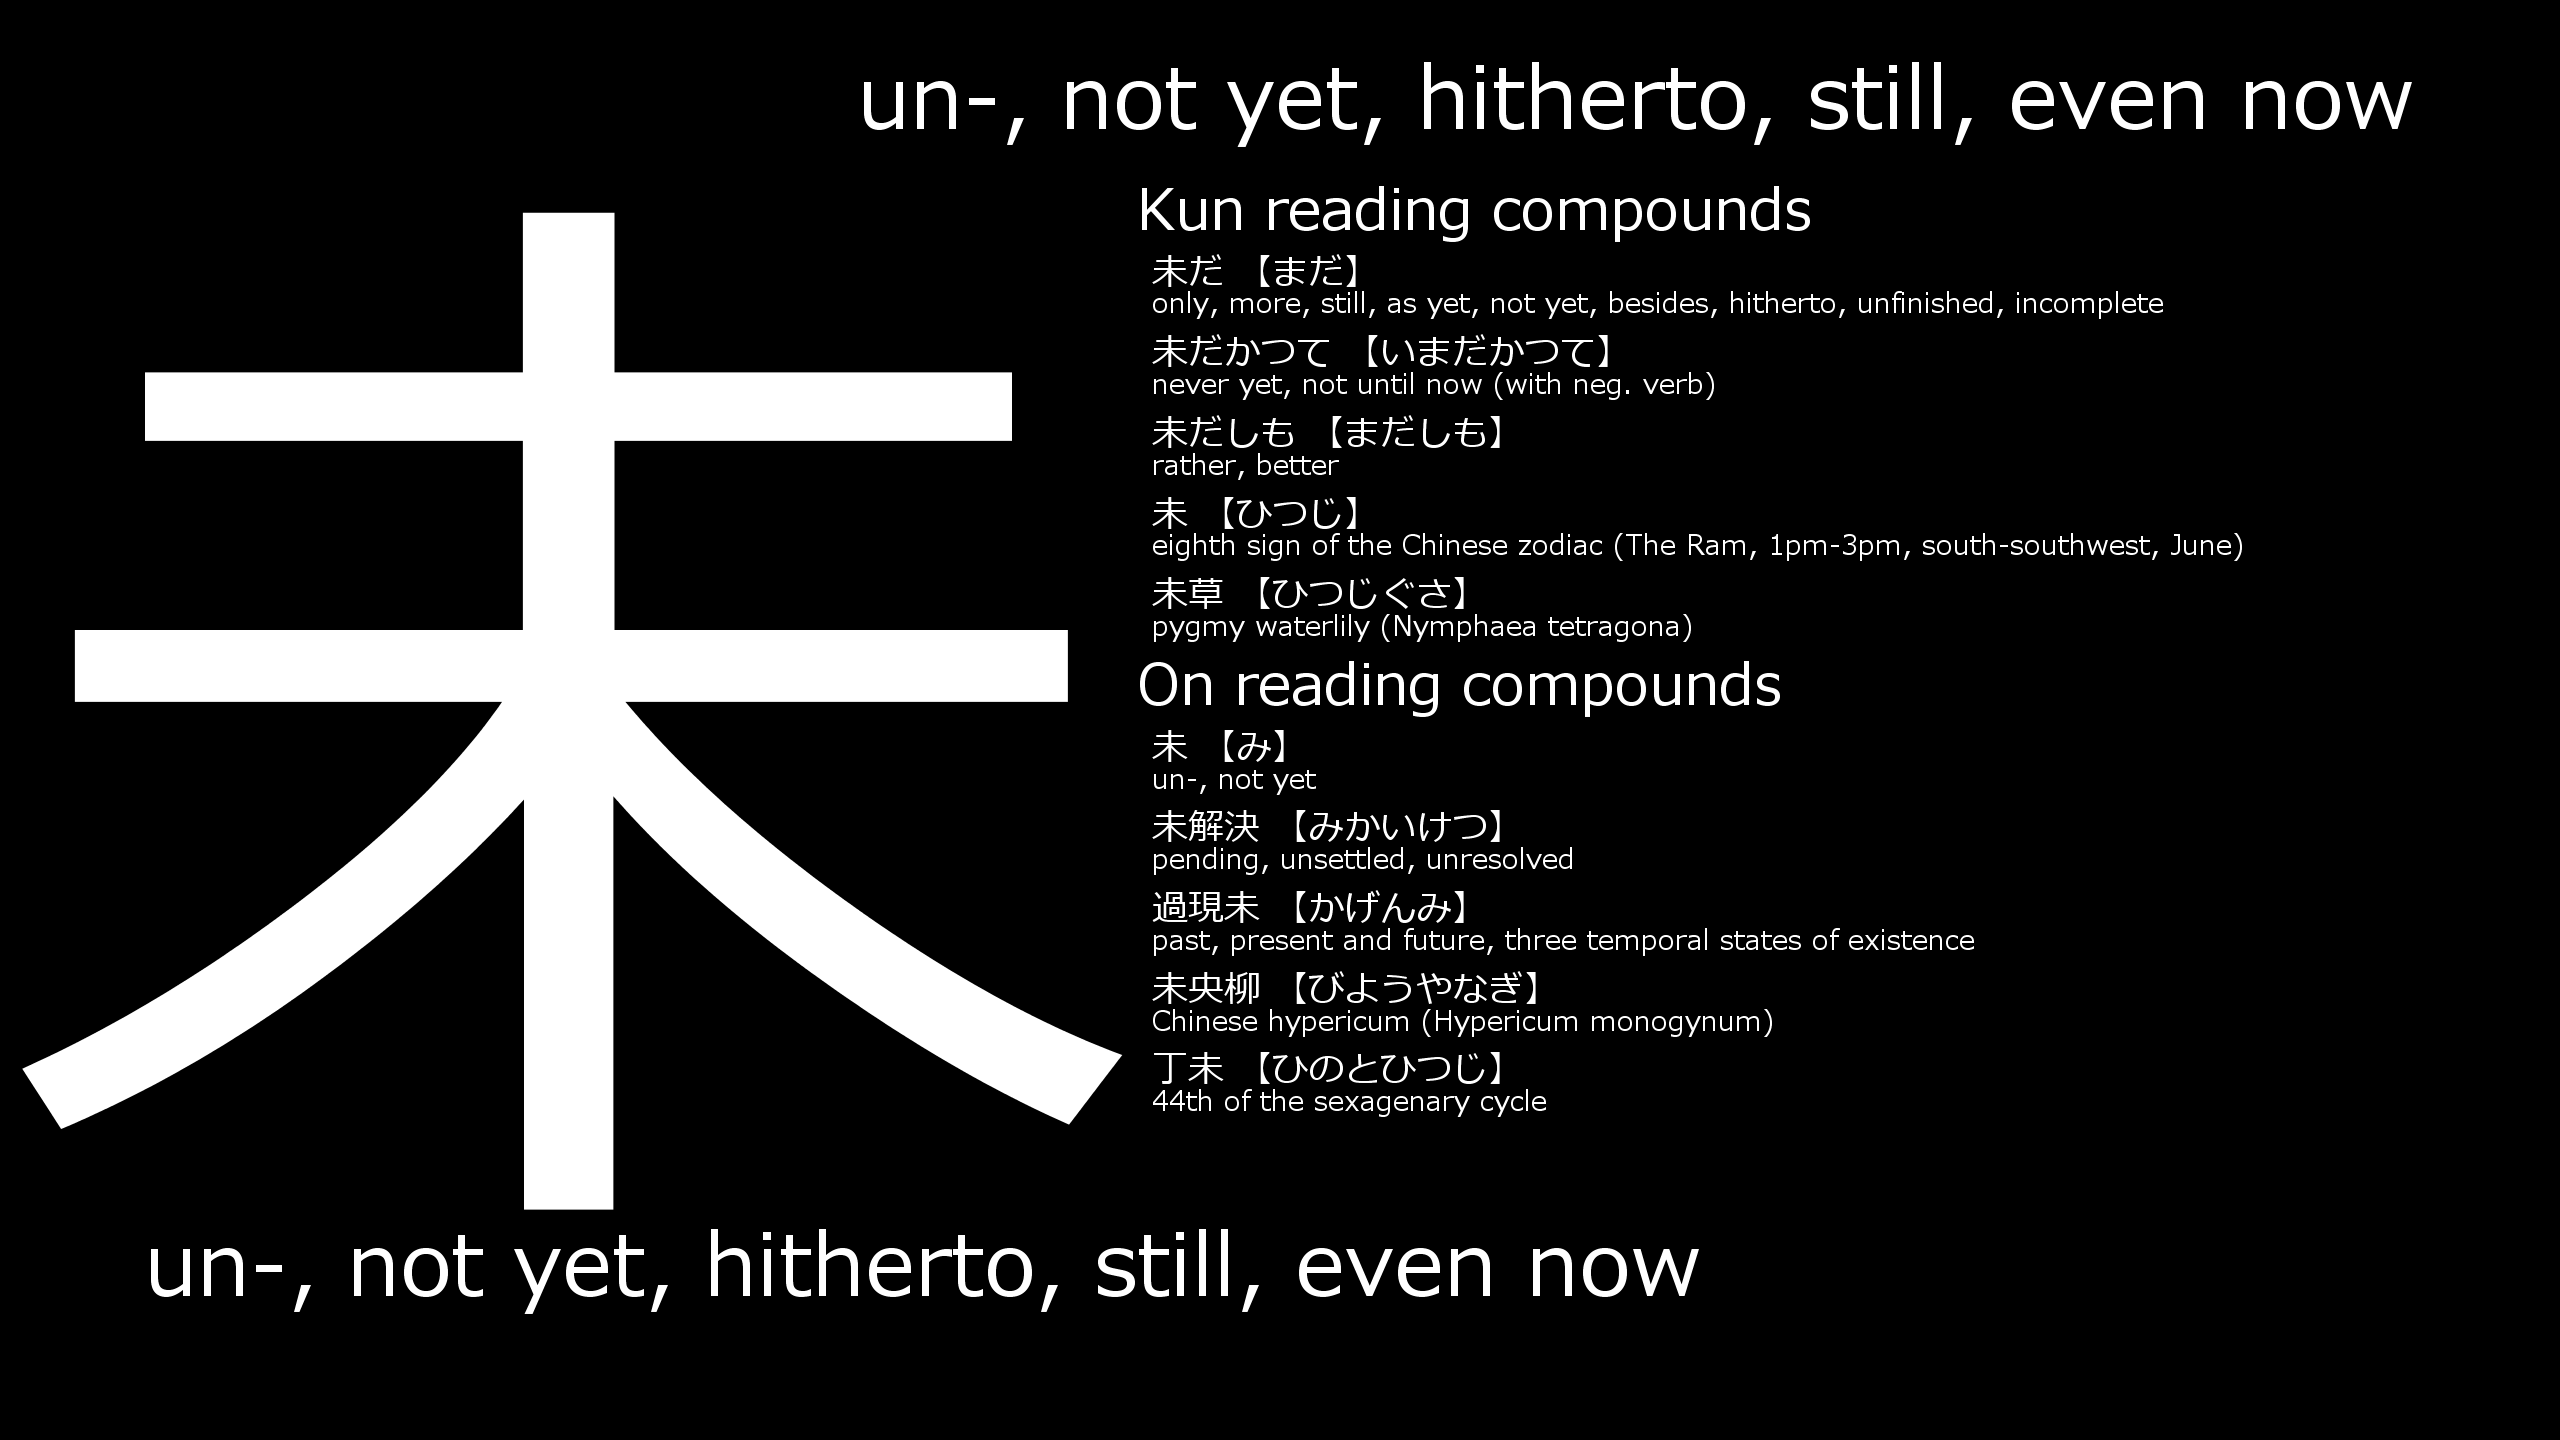 un-, not yet, hitherto, still, even now
未
Kun reading compounds
未だ 【まだ】
only, more, still, as yet, not yet, besides, hitherto, unfinished, incomplete
未だかつて 【いまだかつて】
never yet, not until now (with neg. verb)
未だしも 【まだしも】
rather, better
未 【ひつじ】
eighth sign of the Chinese zodiac (The Ram, 1pm-3pm, south-southwest, June)
未草 【ひつじぐさ】
pygmy waterlily (Nymphaea tetragona)
On reading compounds
未 【み】
un-, not yet
未解決 【みかいけつ】
pending, unsettled, unresolved
過現未 【かげんみ】
past, present and future, three temporal states of existence
未央柳 【びようやなぎ】
Chinese hypericum (Hypericum monogynum)
丁未 【ひのとひつじ】
44th of the sexagenary cycle
un-, not yet, hitherto, still, even now